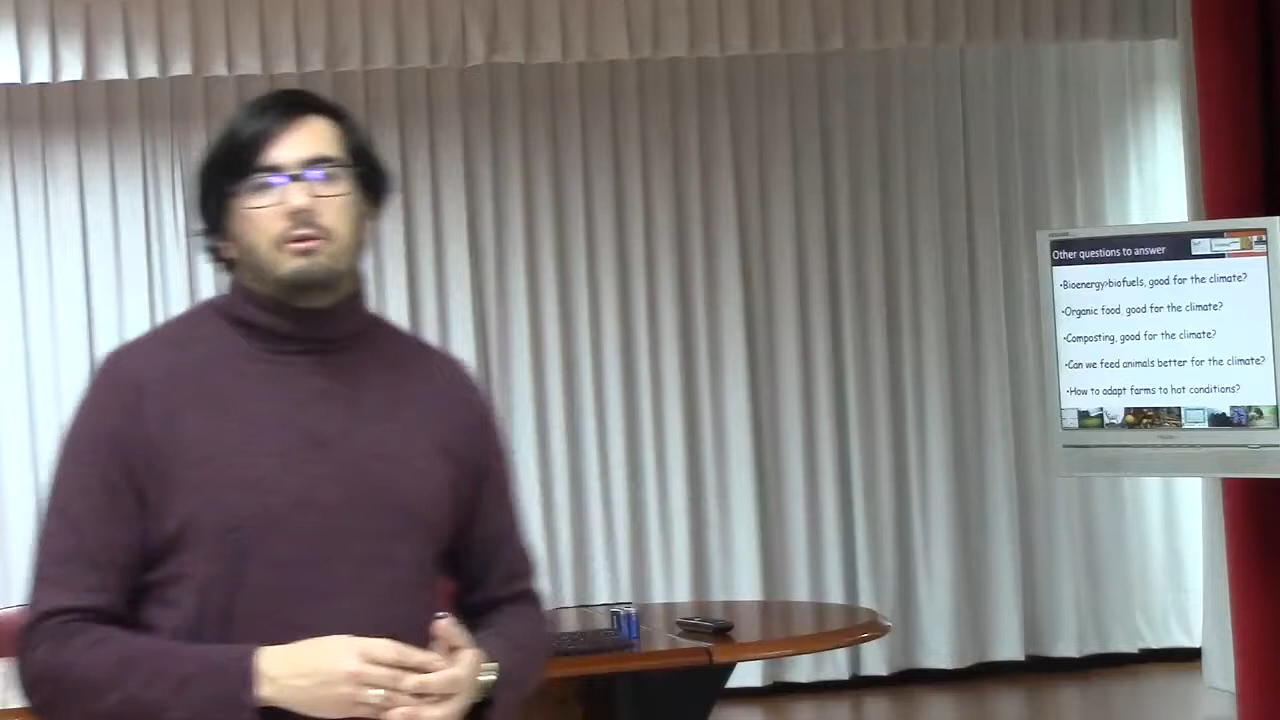 Other questions to answer
•Bioenergy>biofuels, good for the climate?
•Organic food, good for the climate?
•Composting, good for the climate?
•Can we feed animals better for the climate?
•How to adapt farms to hot conditions?